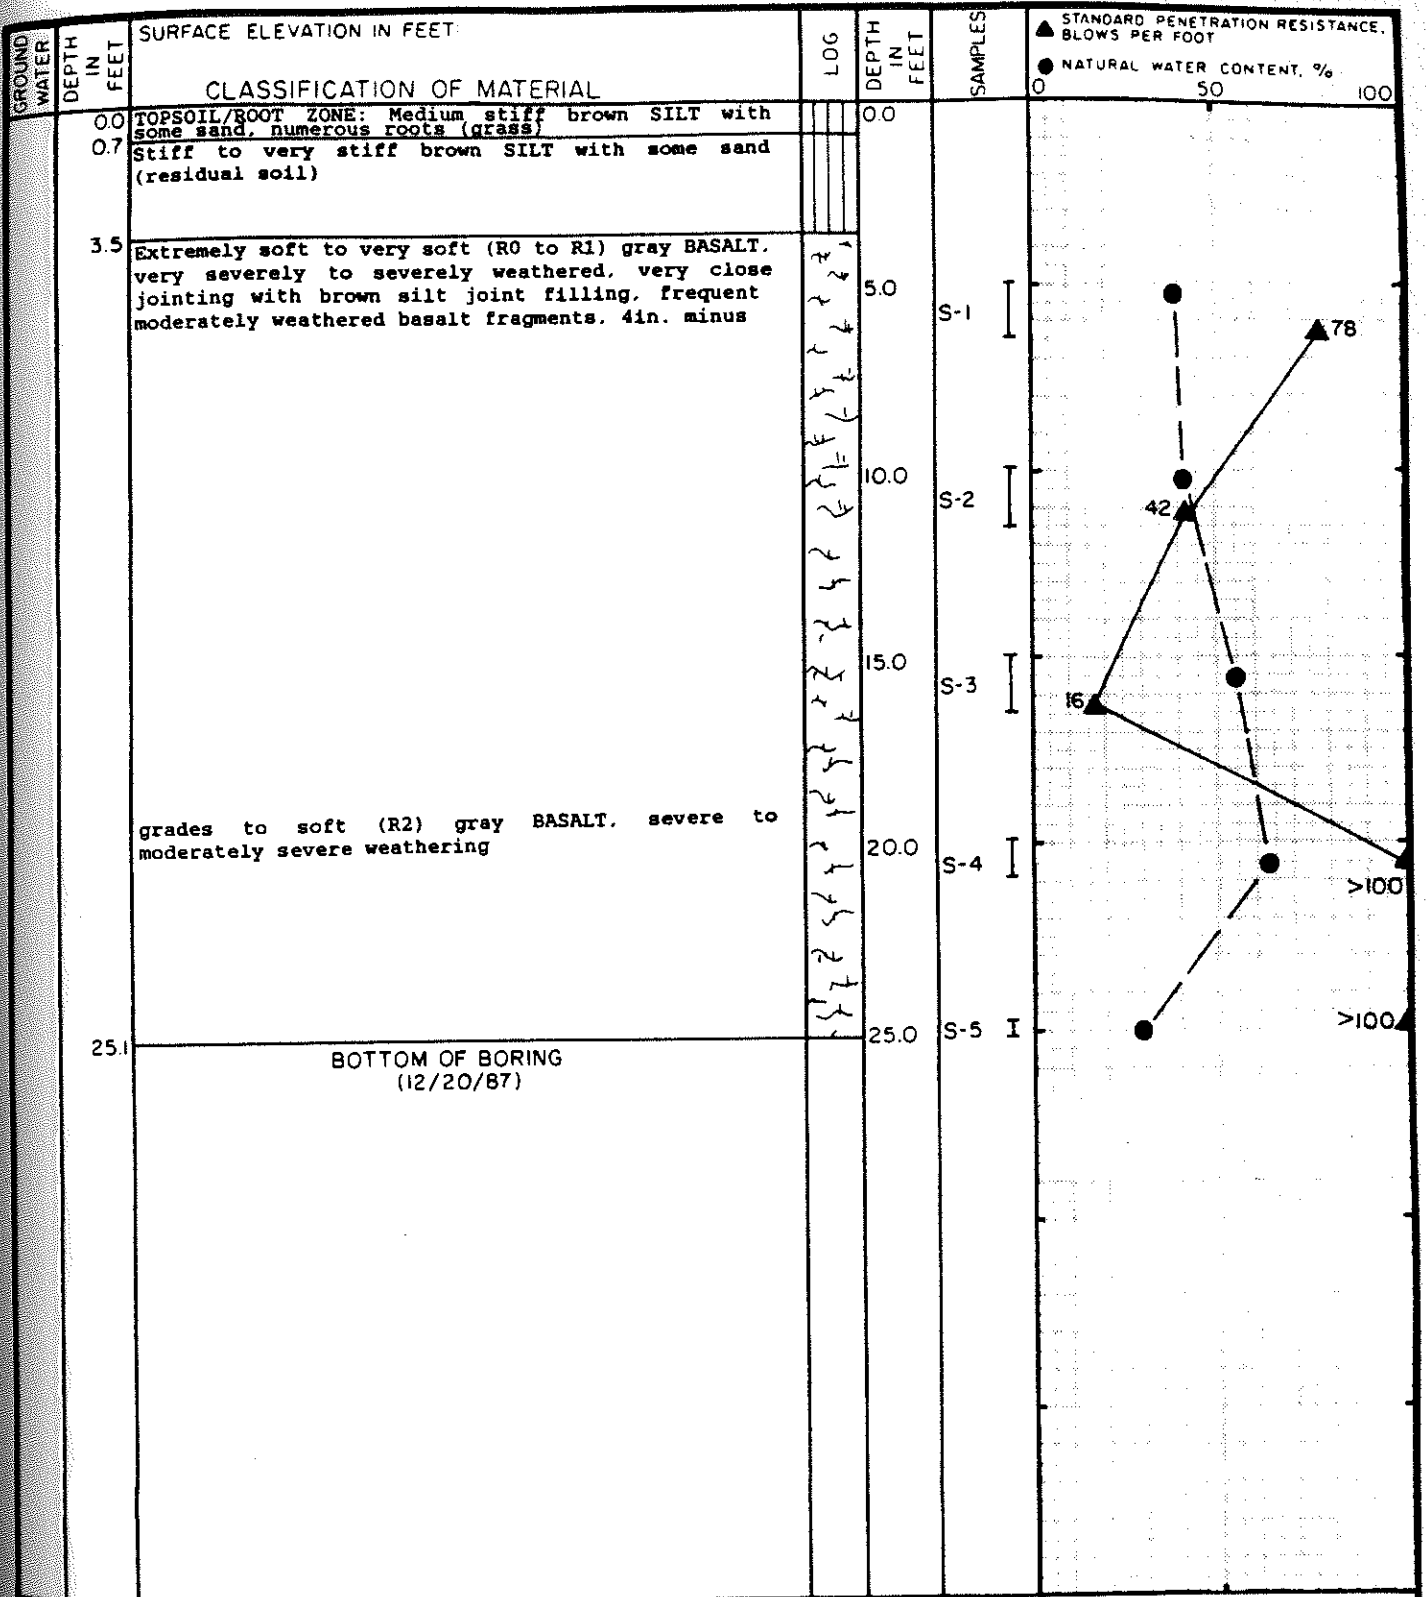 GROUND WATER
DEPTH IN FEET
SURFACE ELEVATION IN FEET:
CLASSIFICATION OF MATERIAL
LOG
DEPTH IN FEET
SAMPLES
▲ STANDARD PENETRATION RESISTANCE, BLOWS PER FOOT
● NATURAL WATER CONTENT, %
0 50 100
0.0 TOPSOIL/ROOT ZONE: Medium stiff brown SILT with
some sand, numerous roots (grass)
0.0
0.7 Stiff to very stiff brown SILT with some sand
(residual soil)
3.5 Extremely soft to very soft (R0 to R1) gray BASALT.
very severely to severely weathered, very close
jointing with brown silt joint filling, frequent
moderately weathered basalt fragments, 4in. minus
5.0
S-1
78
10.0
S-2
42
15.0
S-3
16
grades to soft (R2) gray BASALT. severe to
moderately severe weathering
20.0
S-4
>100
25.1
25.0
S-5
>100
BOTTOM OF BORING
(12/20/87)